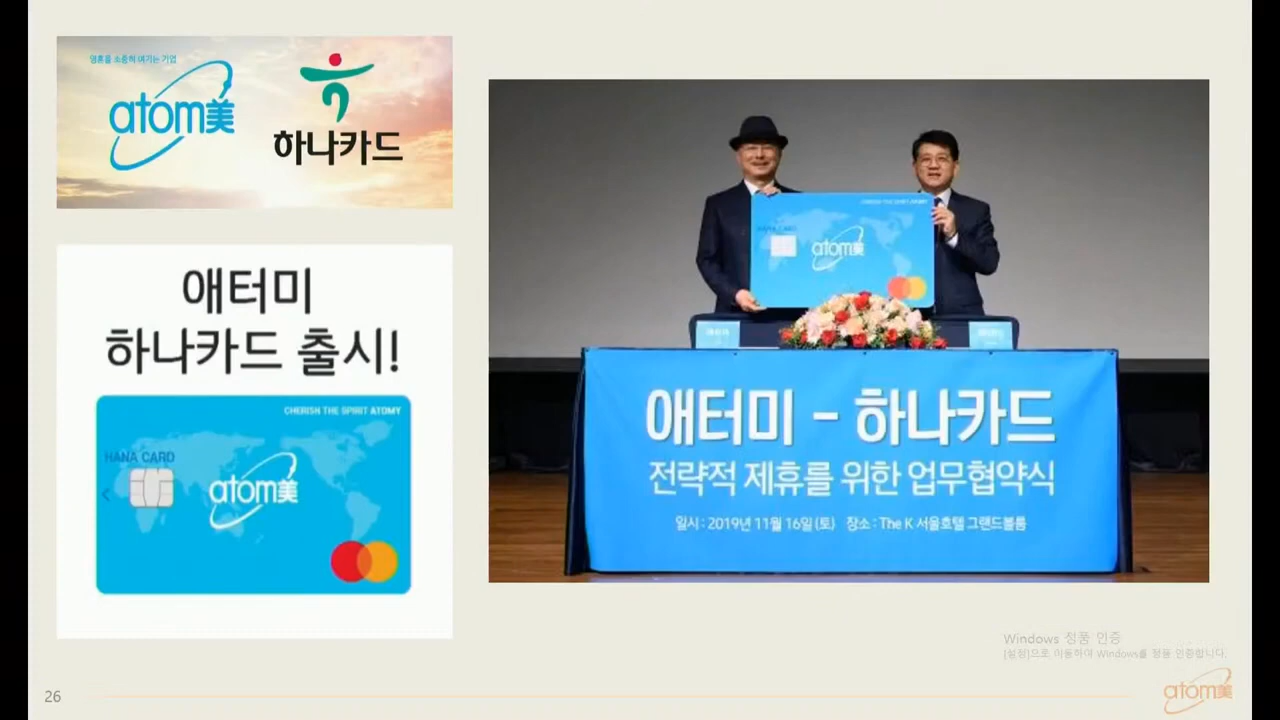 영혼을 소중히 여기는 기업
atom美
하나카드
애터미
하나카드 출시!
CHERISH THE SPIRIT ATOMY
HANA CARD
atom美
CHERISH THE SPIRIT ATOMY
HANA CARD
atom美
애터미 - 하나카드
전략적 제휴를 위한 업무협약식
일시 : 2019년 11월 16일 (토) 장소 : The K 서울호텔 그랜드볼룸
Windows 정품 인증
[설정]으로 이동하여 Windows를 정품 인증합니다.
26
atom美